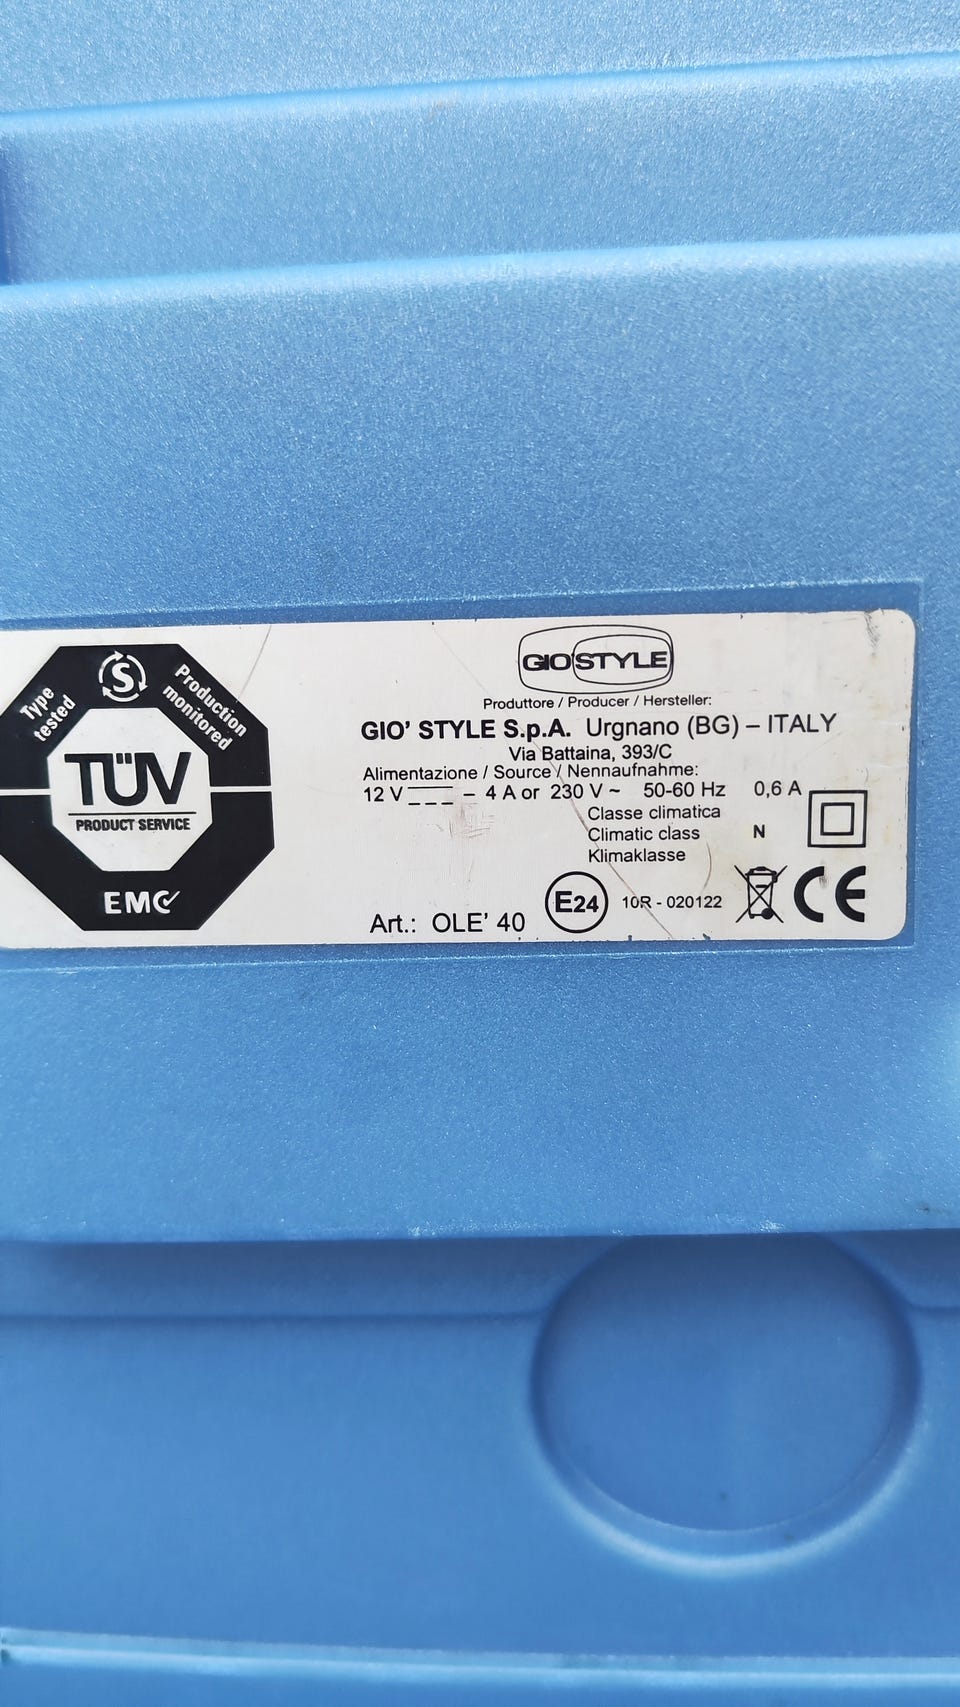 Type tested
S
Production monitored
TÜV
PRODUCT SERVICE
EMC
GIO'STYLE
Produttore / Producer / Hersteller:
GIO' STYLE S.p.A. Urgnano (BG) – ITALY
Via Battaina, 393/C
Alimentazione / Source / Nennaufnahme:
12 V ⎓ – 4 A or 230 V ~ 50-60 Hz 0,6 A
Classe climatica
Climatic class N
Klimaklasse
Art.: OLE' 40 E24 10R - 020122 CE